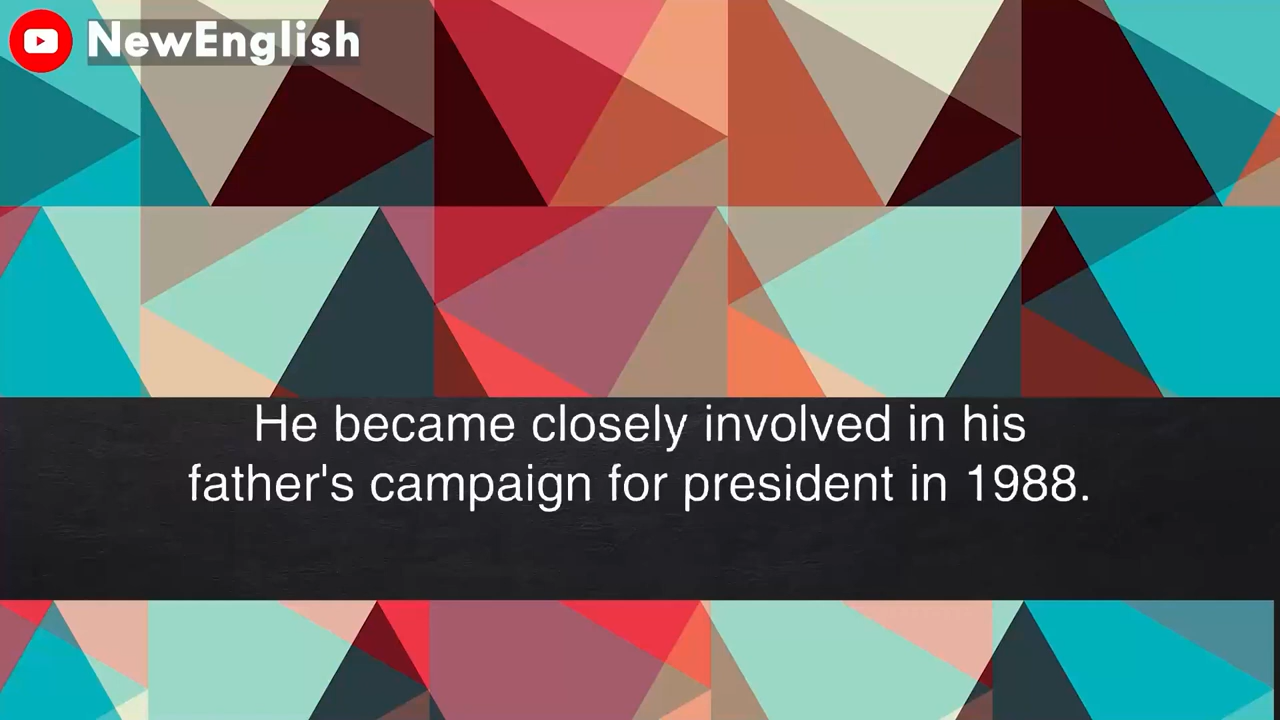 NewEnglish
He became closely involved in his
father's campaign for president in 1988.